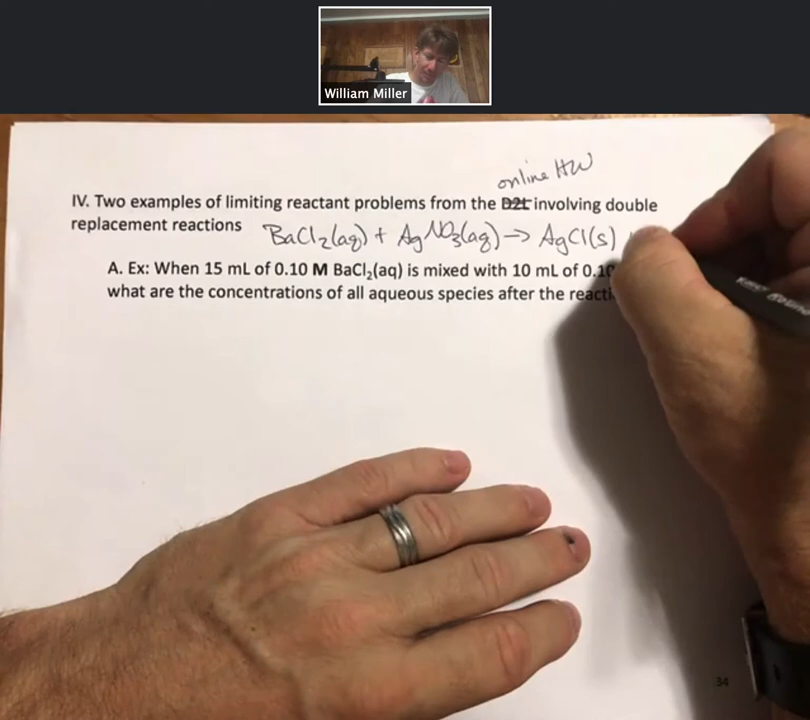 William Miller
online HW
IV. Two examples of limiting reactant problems from the D2L involving double
replacement reactions BaCl₂(aq) + AgNO₃(aq) → AgCl(s)
A. Ex: When 15 mL of 0.10 M BaCl₂(aq) is mixed with 10 mL of 0.10
what are the concentrations of all aqueous species after the
34